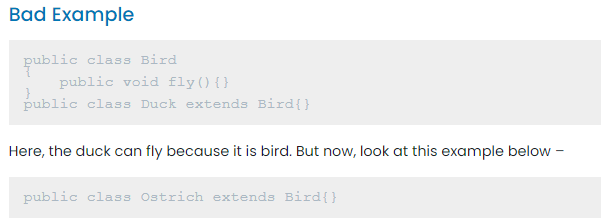 Bad Example
public class Bird
{
    public void fly(){}
}
public class Duck extends Bird{}
Here, the duck can fly because it is bird. But now, look at this example below –
public class Ostrich extends Bird{}